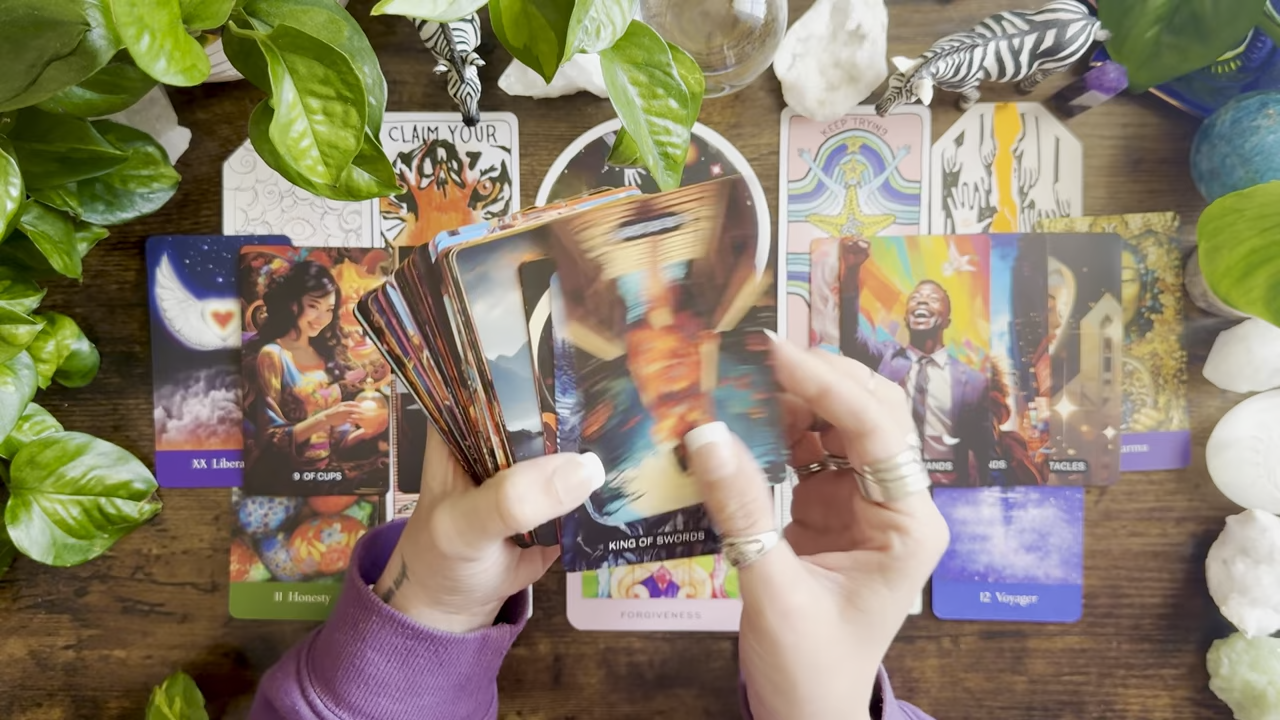 CLAIM YOUR
KEEP TRYING
XX Libera
9 OF CUPS
KING OF SWORDS
ANDS
NDS
TACLES
arma
II Honesty
FORGIVENESS
12 Voyager